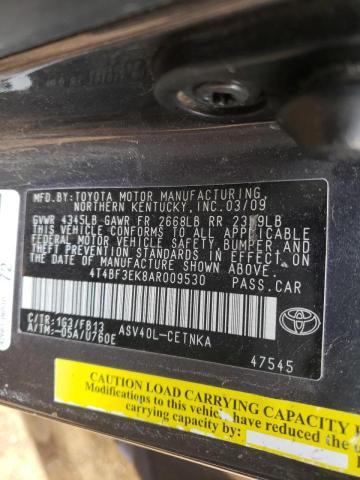 MFD.BY:TOYOTA MOTOR MANUFACTURING,
NORTHERN KENTUCKY, INC. 03/09
GVWR 4345LB GAWR FR 2668LB RR LB
THIS VEHICLE CONFORMS TO ALL APPLICABLE
FEDERAL MOTOR VEHICLE SAFETY, BUMPER, AND
THEFT PREVENTION STANDARDS IN EFFECT ON THE
DATE OF MANUFACTURE SHOWN ABOVE.
4T4BF3EK8AR009530 PASS.CAR
C/TR:1G3/FB13 ASV40L-CETNKA
A/TM:-05A/U760E
TOYOTA
47545
CAUTION LOAD CARRYING CAPACITY
Modifications to this vehicle
have reduced the
carrying capacity by: